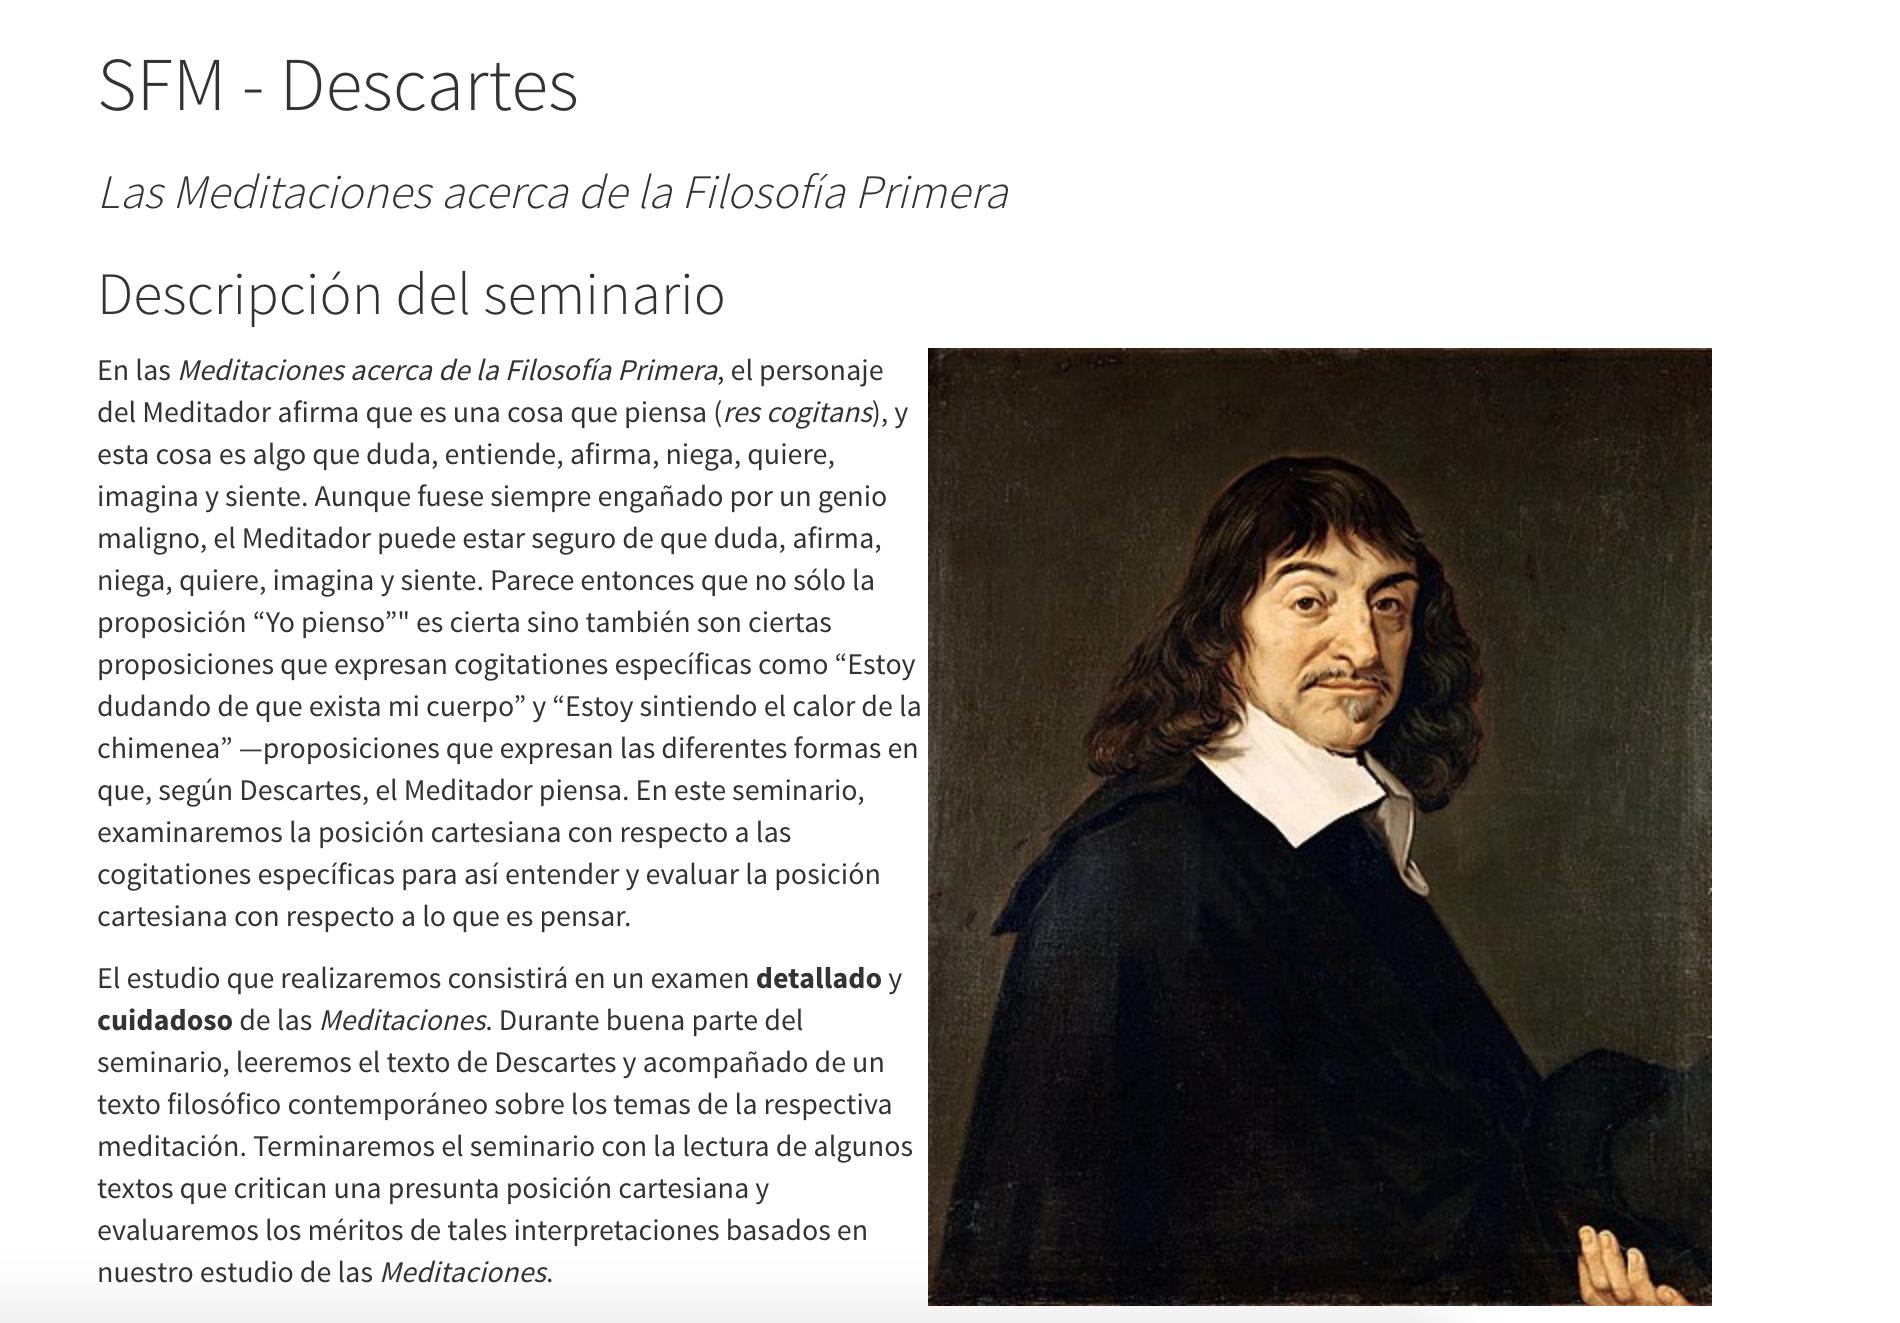 SFM - Descartes
Las Meditaciones acerca de la Filosofía Primera
Descripción del seminario
En las Meditaciones acerca de la Filosofía Primera, el personaje
del Meditador afirma que es una cosa que piensa (res cogitans), y
esta cosa es algo que duda, entiende, afirma, niega, quiere,
imagina y siente. Aunque fuese siempre engañado por un genio
maligno, el Meditador puede estar seguro de que duda, afirma,
niega, quiere, imagina y siente. Parece entonces que no sólo la
proposición “Yo pienso”" es cierta sino también son ciertas
proposiciones que expresan cogitationes específicas como “Estoy
dudando de que exista mi cuerpo” y “Estoy sintiendo el calor de la
chimenea” —proposiciones que expresan las diferentes formas en
que, según Descartes, el Meditador piensa. En este seminario,
examinaremos la posición cartesiana con respecto a las
cogitationes específicas para así entender y evaluar la posición
cartesiana con respecto a lo que es pensar.
El estudio que realizaremos consistirá en un examen detallado y
cuidadoso de las Meditaciones. Durante buena parte del
seminario, leeremos el texto de Descartes y acompañado de un
texto filosófico contemporáneo sobre los temas de la respectiva
meditación. Terminaremos el seminario con la lectura de algunos
textos que critican una presunta posición cartesiana y
evaluaremos los méritos de tales interpretaciones basados en
nuestro estudio de las Meditaciones.